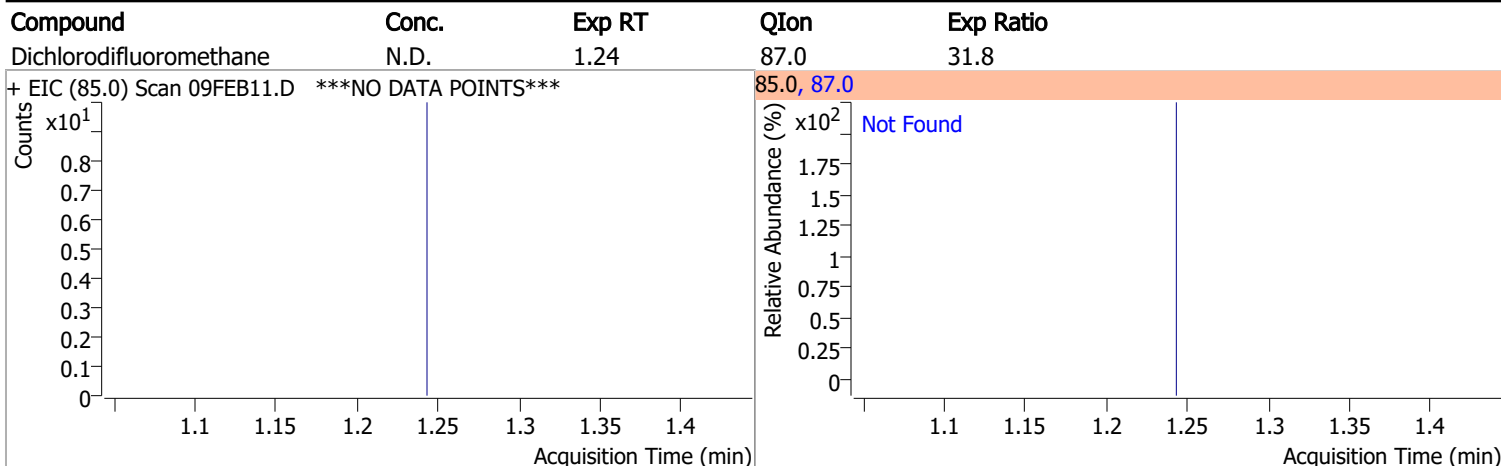 Compound Conc. Exp RT QIon Exp Ratio
Dichlorodifluoromethane N.D. 1.24 87.0 31.8
+ EIC (85.0) Scan 09FEB11.D ***NO DATA POINTS***
Counts
x10¹
0.8
0.7
0.6
0.5
0.4
0.3
0.2
0.1
0
1.1 1.15 1.2 1.25 1.3 1.35 1.4
Acquisition Time (min)
85.0, 87.0
Relative Abundance (%)
x10²
Not Found
1.75
1.5
1.25
1
0.75
0.5
0.25
0
1.1 1.15 1.2 1.25 1.3 1.35 1.4
Acquisition Time (min)